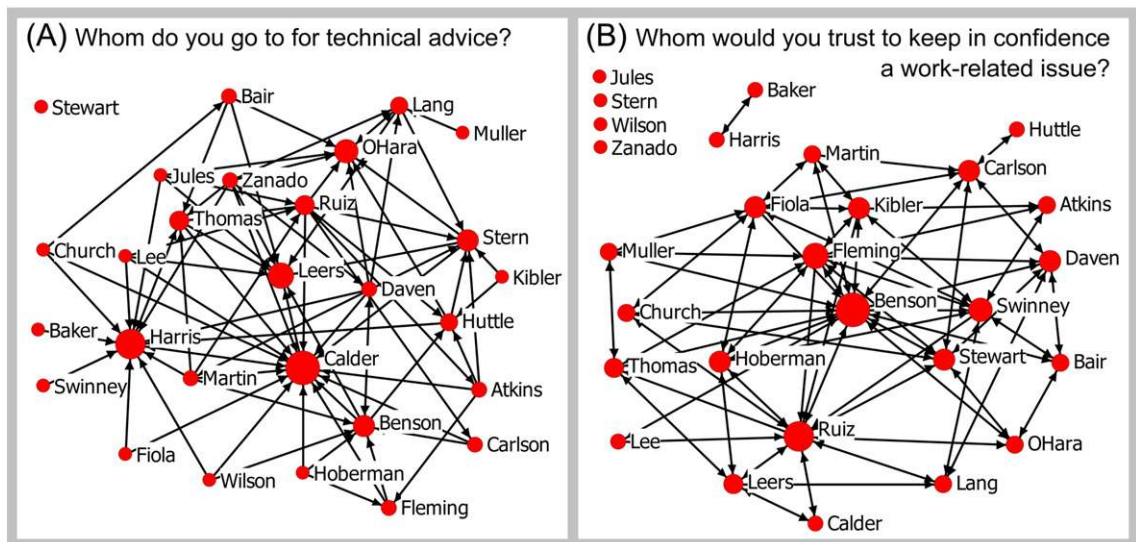 (A) Whom do you go to for technical advice?
Stewart
Bair
Lang
Muller
OHara
Jules
Zanado
Thomas
Ruiz
Stern
Church
Lee
Leers
Kibler
Daven
Baker
Harris
Huttle
Calder
Swinney
Martin
Atkins
Benson
Carlson
Fiola
Wilson
Hoberman
Fleming
(B) Whom would you trust to keep in confidence
a work-related issue?
Jules
Stern
Wilson
Zanado
Baker
Harris
Huttle
Martin
Carlson
Fiola
Kibler
Atkins
Muller
Fleming
Daven
Benson
Church
Swinney
Thomas
Hoberman
Stewart
Bair
Lee
Ruiz
OHara
Leers
Lang
Calder